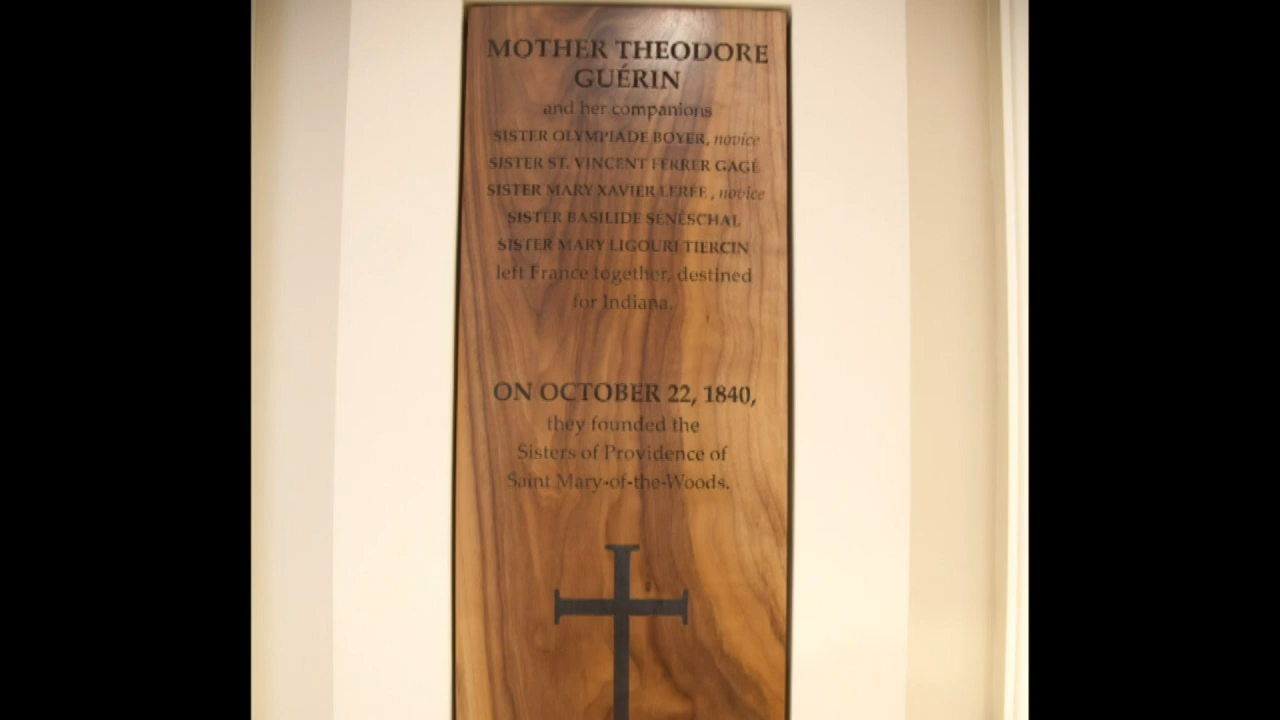 MOTHER THEODORE
GUÉRIN
and her companions
SISTER OLYMPIADE BOYER, novice
SISTER ST. VINCENT FERRER GAGÉ
SISTER MARY XAVIER LERÉE , novice
SISTER BASILIDE SÉNÉSCHAL
SISTER MARY LIGOURI TIERCIN
left France together, destined
for Indiana.
ON OCTOBER 22, 1840,
they founded the
Sisters of Providence of
Saint Mary-of-the-Woods.